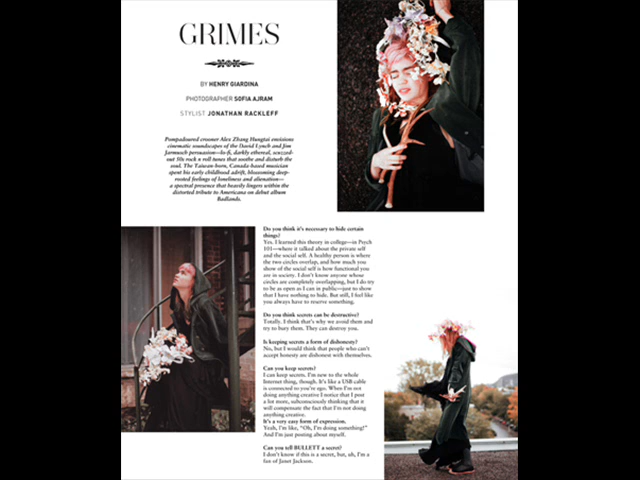 GRIMES
BY HENRY GIARDINA
PHOTOGRAPHER SOFIA AJRAM
STYLIST JONATHAN RACKLEFF
Pompadoured crooner Alex Zhang Hungtai envisions
cinematic soundscapes of the David Lynch and Jim
Jarmusch persuasion—lo-fi, darkly ethereal, scuzzed-
out 50s rock n roll tunes that soothe and disturb the
soul. The Taiwan-born, Canada-based musician
spent his early childhood adrift, blossoming deep-
rooted feelings of loneliness and alienation—
a spectral presence that heavily lingers within the
distorted tribute to Americana on debut album
Badlands.
Do you think it's necessary to hide certain
things?
Yes. I learned this theory in college—in Psych
101—where it talked about the private self
and the social self. A healthy person is where
the two circles overlap, and how much you
show of the social self is how functional you
are in society. I don't know anyone whose
circles are completely overlapping, but I do try
to be as open as I can in public—just to show
that I have nothing to hide. But still, I feel like
you always have to reserve something.
Do you think secrets can be destructive?
Totally. I think that's why we avoid them and
try to bury them. They can destroy you.
Is keeping secrets a form of dishonesty?
No, but I would think that people who can't
accept honesty are dishonest with themselves.
Can you keep secrets?
I can keep secrets. I'm new to the whole
Internet thing, though. It's like a USB cable
is connected to you're ego. When I'm not
doing anything creative I notice that I post
a lot more, subconsciously thinking that it
will compensate the fact that I'm not doing
anything creative.
It's a very easy form of expression.
Yeah, I'm like, "Oh, I'm doing something!"
And I'm just posting about myself.
Can you tell BULLETT a secret?
I don't know if this is a secret, but, uh, I'm a
fan of Janet Jackson.